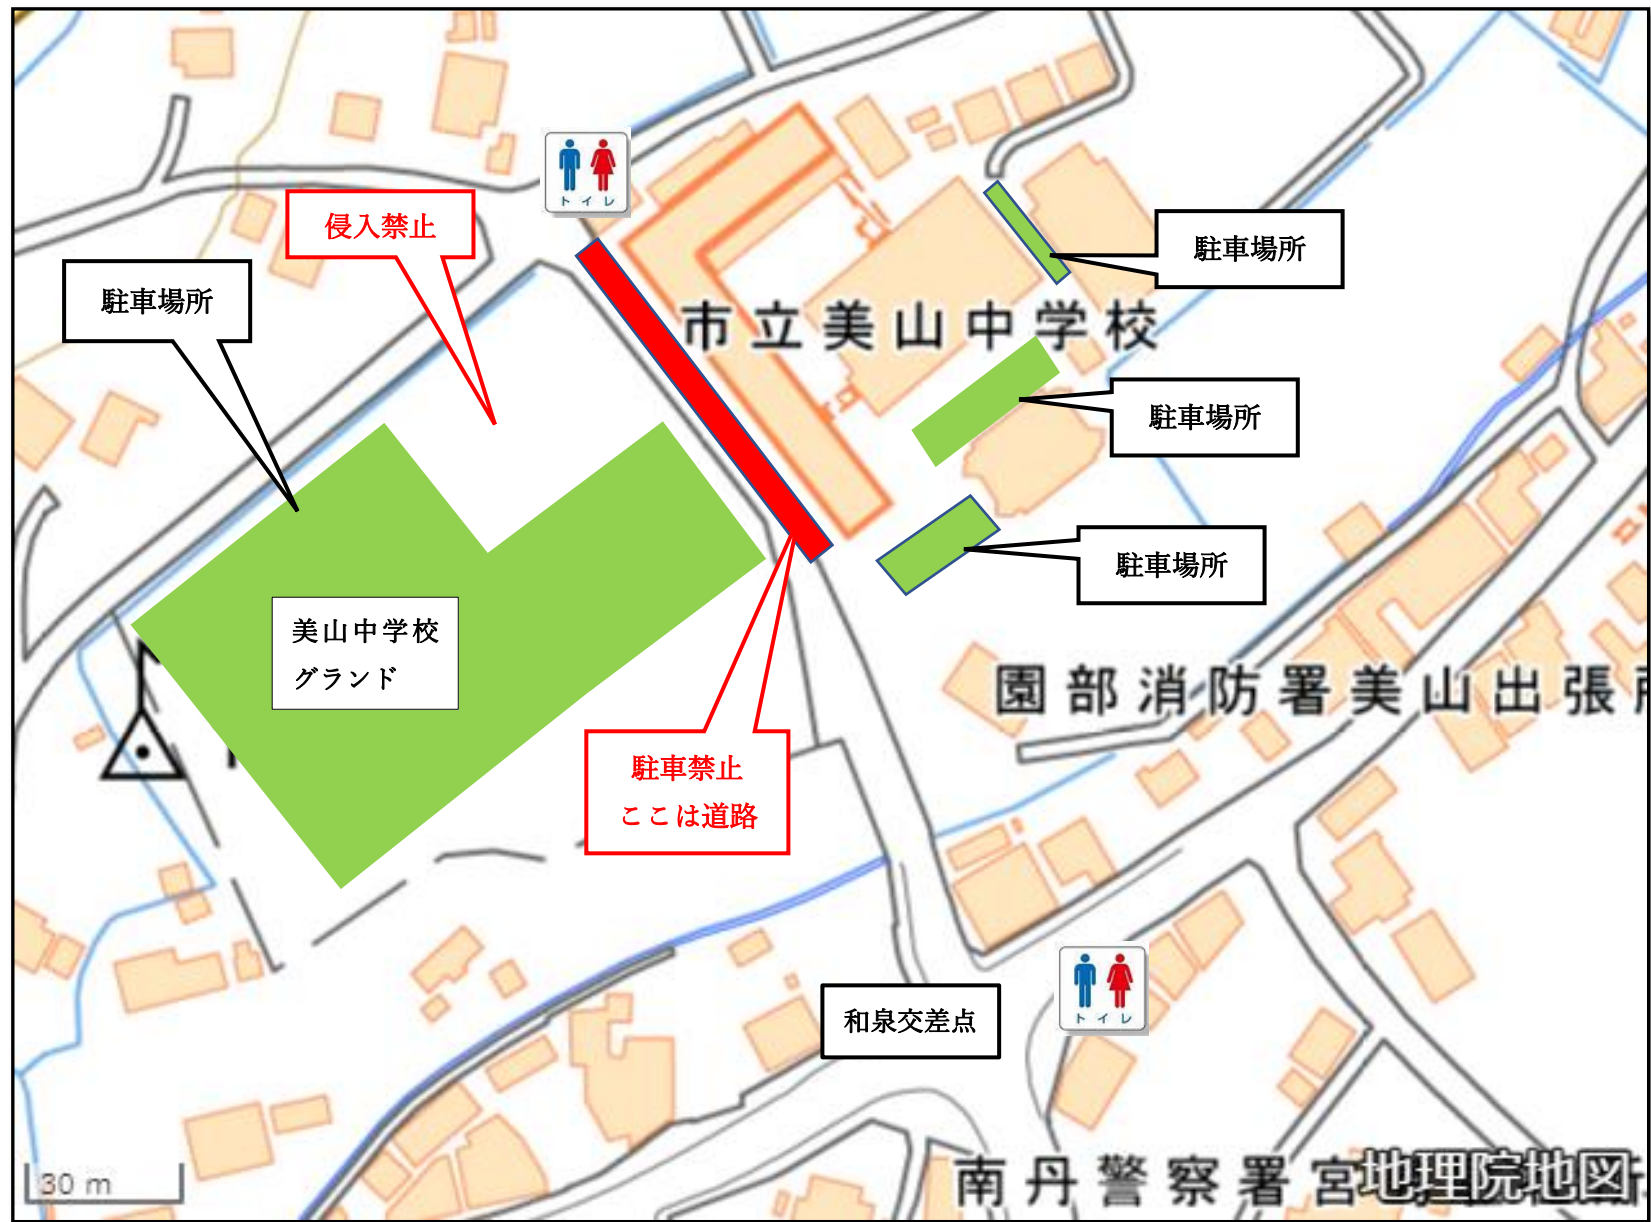 トイレ
侵入禁止
駐車場所
駐車場所
市立美山中学校
駐車場所
駐車場所
美山中学校
グランド
園部消防署美山出張
駐車禁止
ここは道路
和泉交差点
トイレ
南丹警察署宮
地理院地図
30 m